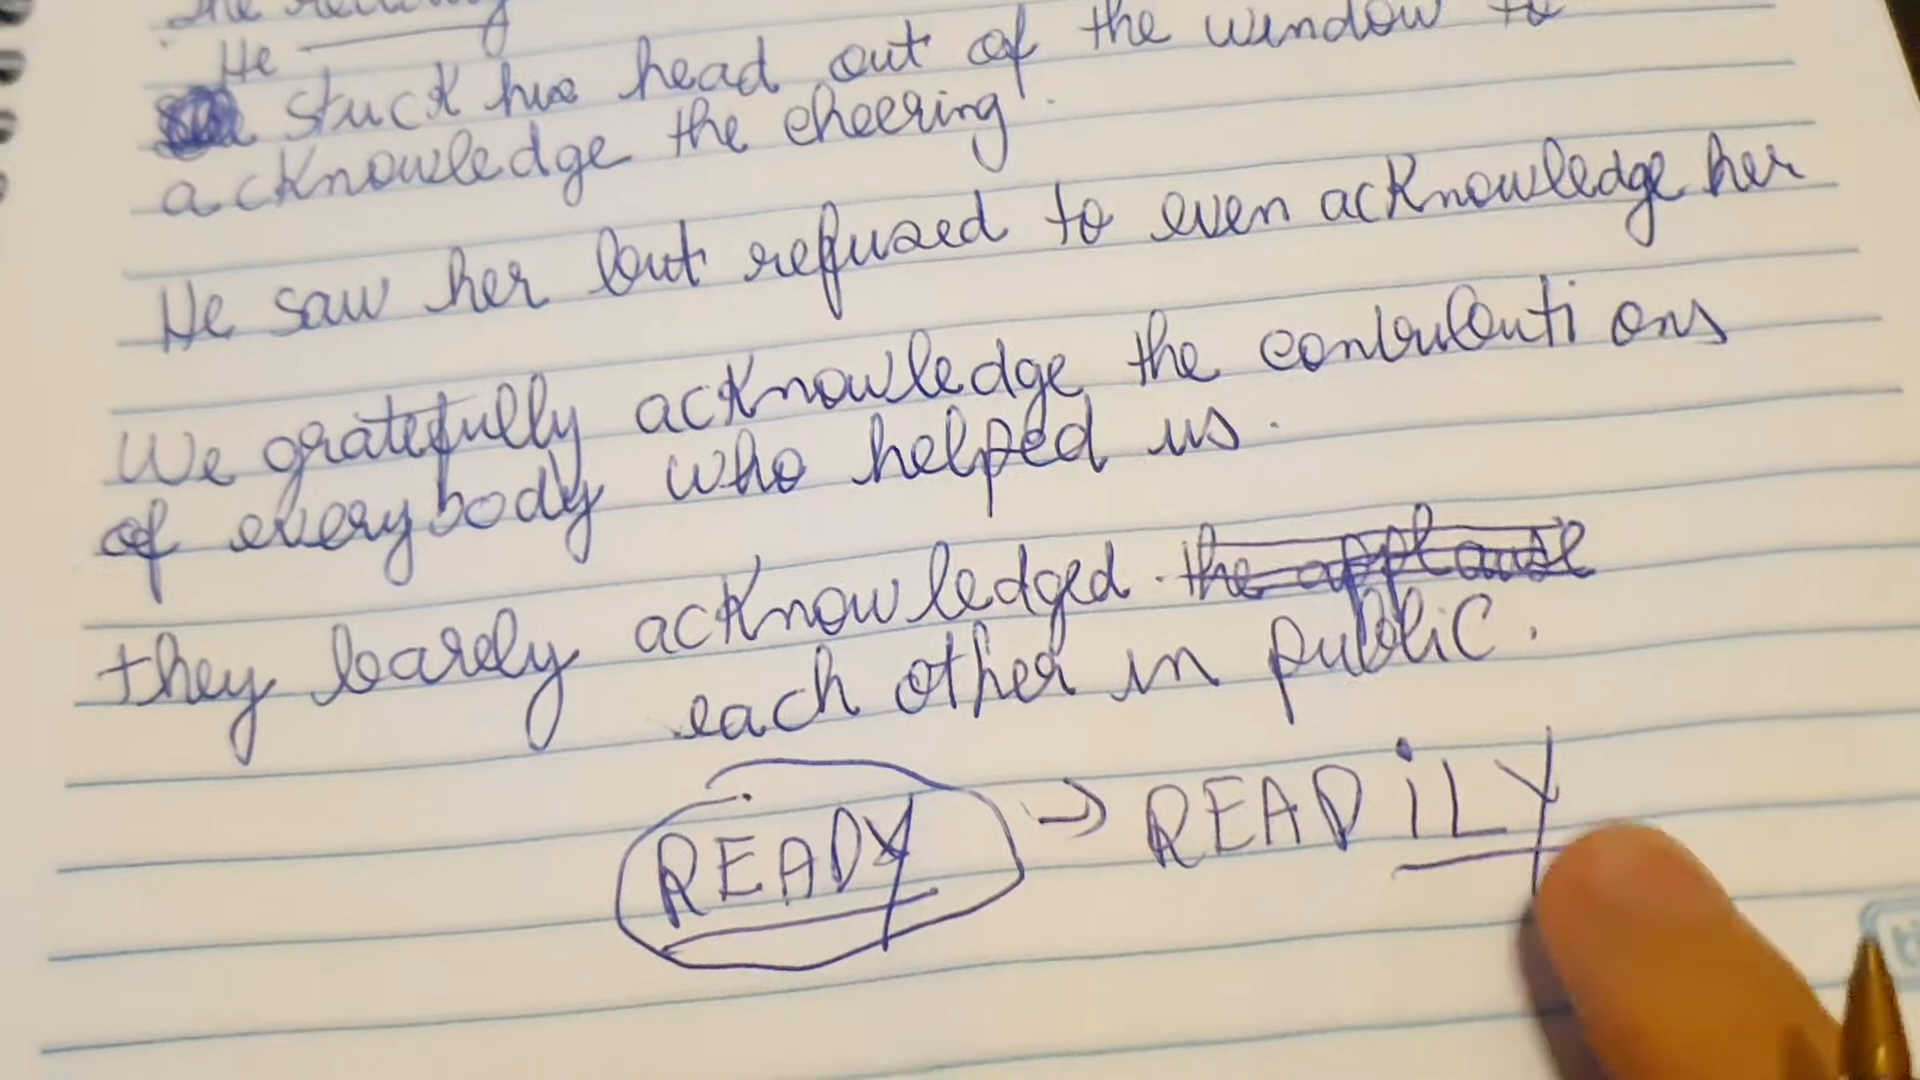 He
stuck his head out of the window to
acknowledge the cheering.
He saw her but refused to even acknowledge her
We gratefully acknowledge the contributions
of everybody who helped us.
they barely acknowledged the applause
each other in public.
READY → READiLY